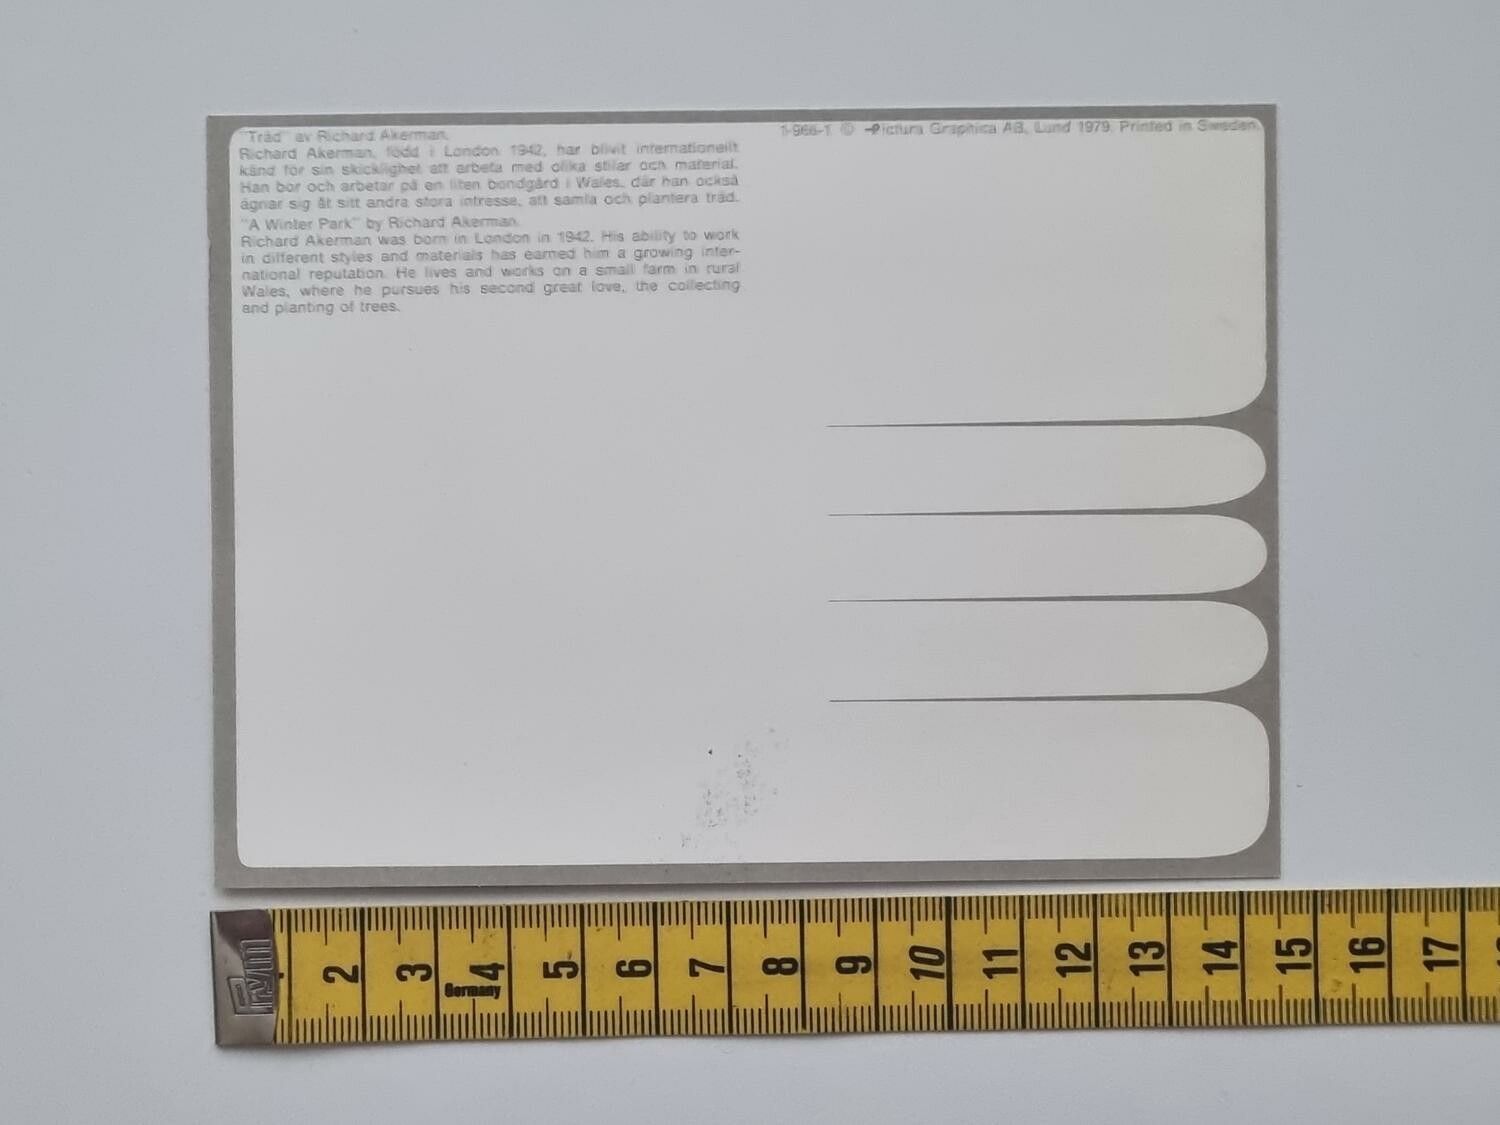 "Träd" av Richard Akerman.
Richard Akerman, född i London 1942, har blivit internationellt
känd för sin skicklighet att arbeta med olika stilar och material.
Han bor och arbetar på en liten bondgård i Wales, där han också
ägnar sig åt sitt andra stora intresse, att samla och plantera träd.
"A Winter Park" by Richard Akerman.
Richard Akerman was born in London in 1942. His ability to work
in different styles and materials has earned him a growing inter-
national reputation. He lives and works on a small farm in rural
Wales, where he pursues his second great love, the collecting
and planting of trees.
1-966-1 © Pictura Graphica AB, Lund 1979. Printed in Sweden.
Prym
2 3 4 5 6 7 8 9 10 11 12 13 14 15 16 17
Germany